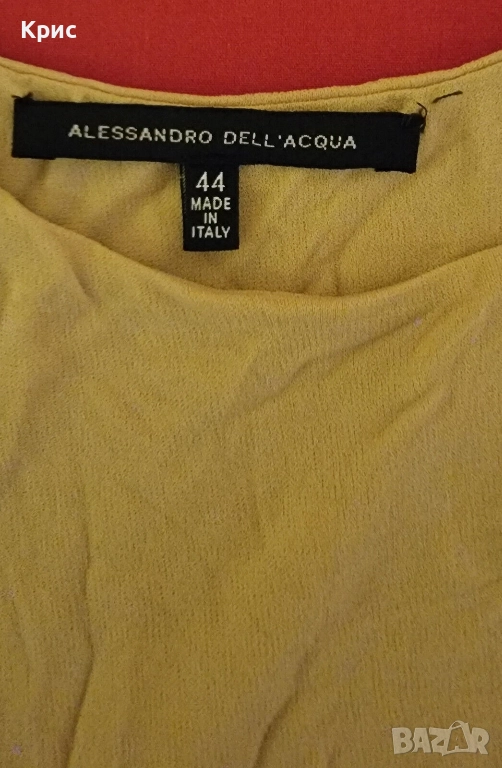 Крис
ALESSANDRO DELL'ACQUA
44
MADE
IN
ITALY
BAZAR